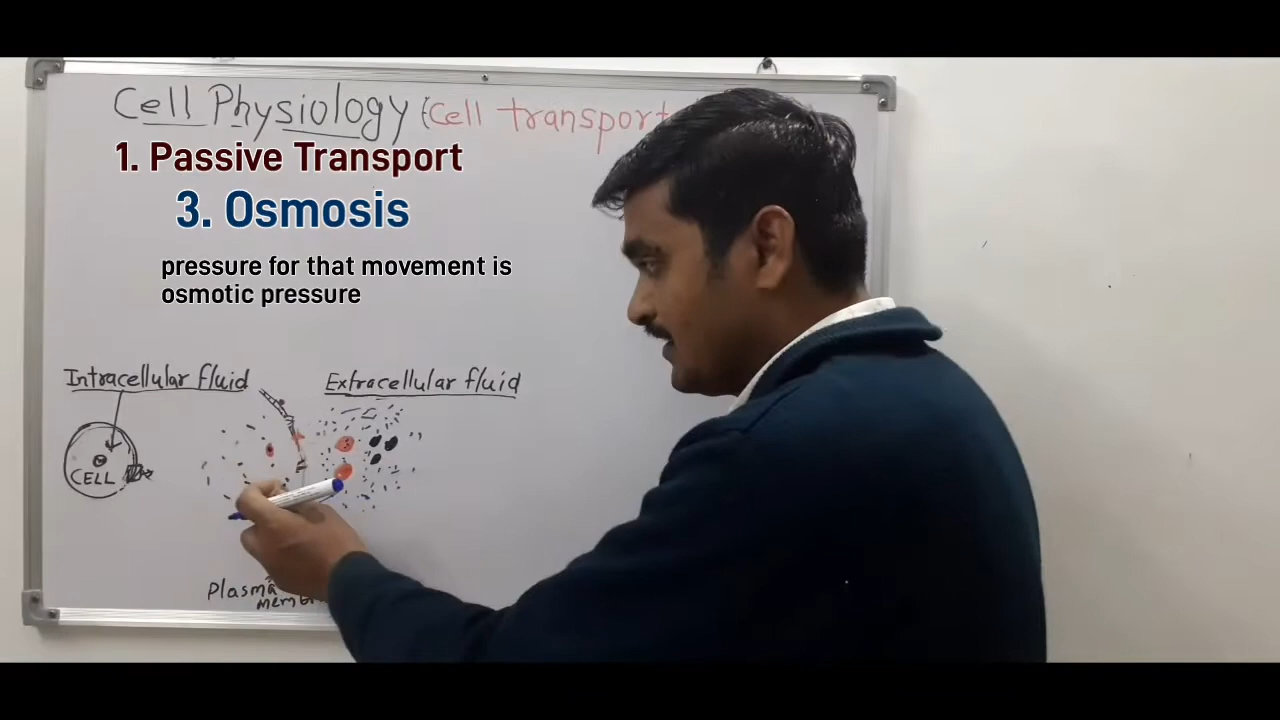 Cell Physiology (Cell transport
1. Passive Transport
3. Osmosis
pressure for that movement is
osmotic pressure
Intracellular fluid
Extracellular fluid
CELL
Plasma